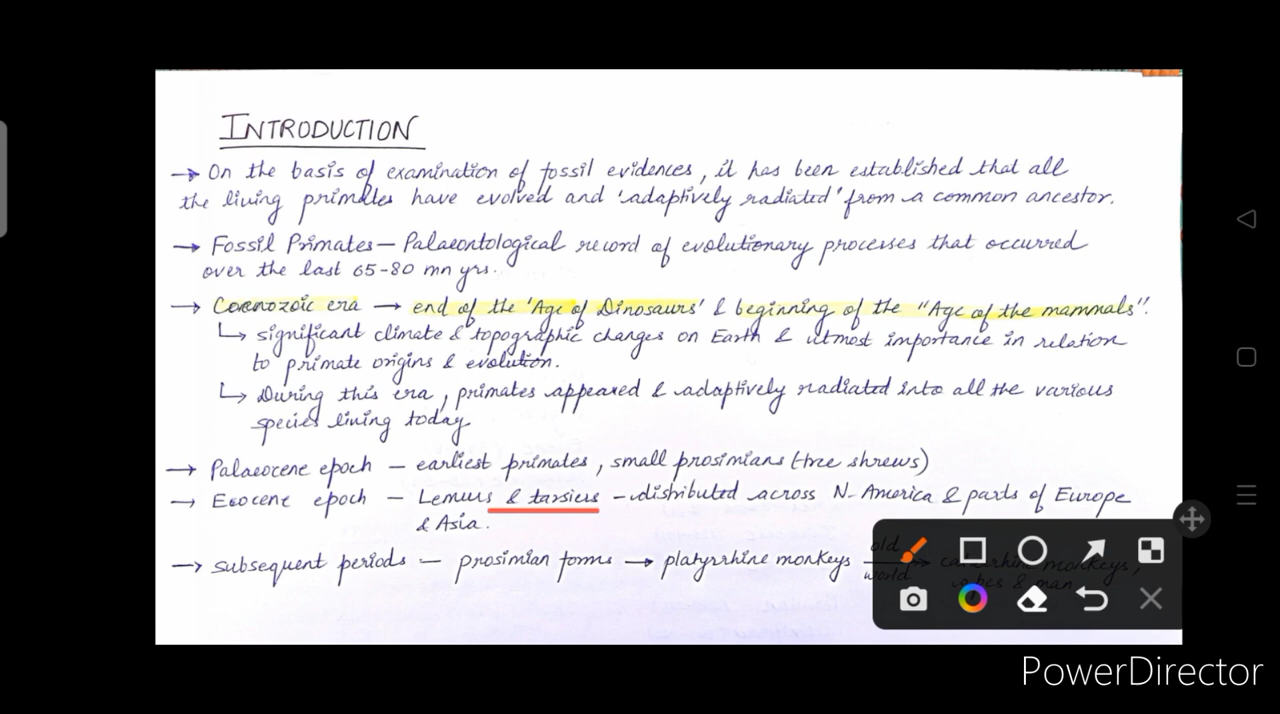 INTRODUCTION
→ On the basis of examination of fossil evidences, it has been established that all
the living primates have evolved and 'adaptively radiated' from a common ancestor.
→ Fossil Primates — Palaeontological record of evolutionary processes that occurred
over the last 65-80 mn yrs.
→ Coenozoic era → end of the 'Age of Dinosaurs' & beginning of the "Age of the mammals".
↳ significant climate & topographic changes on Earth & utmost importance in relation
to primate origins & evolution.
↳ During this era, primates appeared & adaptively radiated into all the various
species living today
→ Palaeocene epoch — earliest primates, small prosimians (tree shrews)
→ Eeocene epoch — Lemurs & tarsiers — distributed across N-America & parts of Europe
& Asia.
→ subsequent periods — prosimian forms → platyrrhine monkeys old world → catarrhine monkeys,
apes & man
PowerDirector